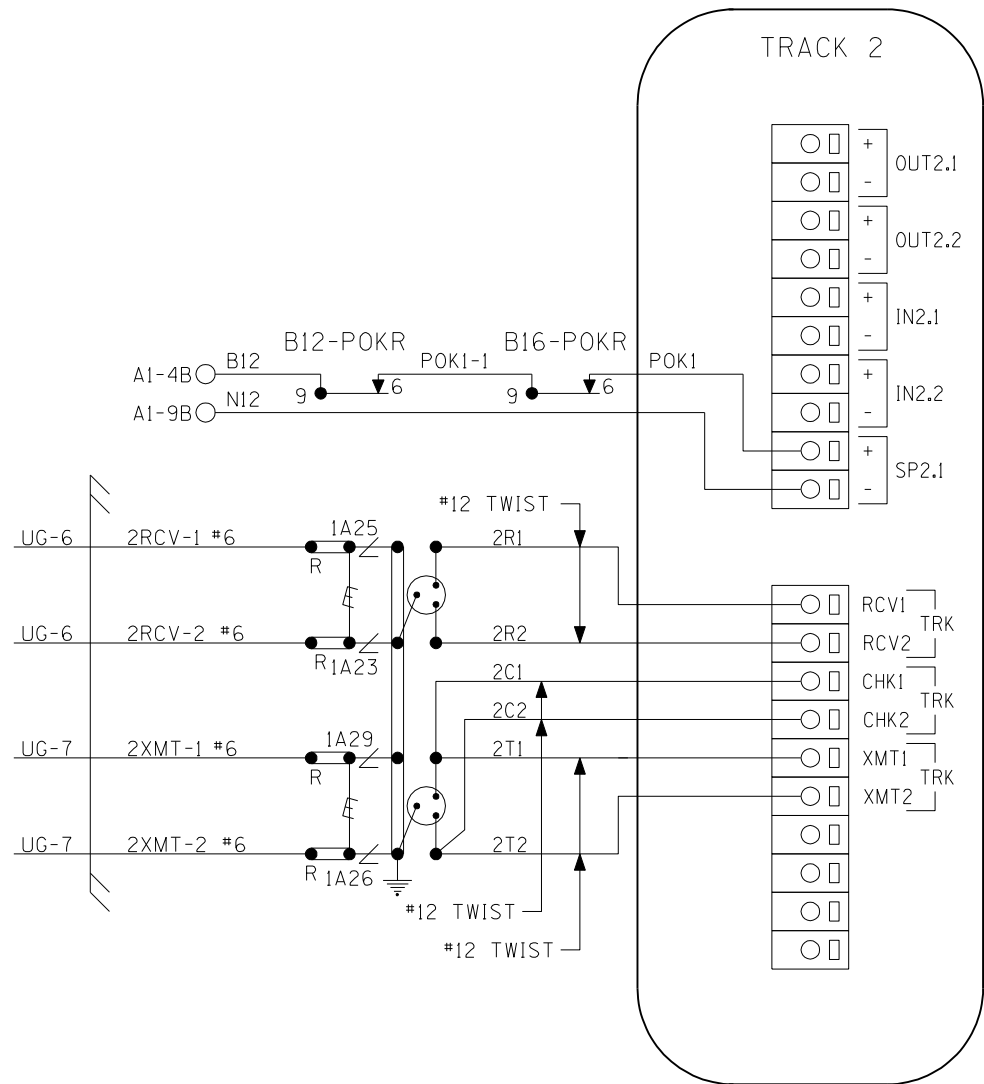 TRACK 2
+
OUT2.1
-
+
OUT2.2
-
+
IN2.1
-
B12-POKR
B16-POKR
A1-4B
B12
9
6
POK1-1
9
6
POK1
+
IN2.2
-
A1-9B
N12
+
SP2.1
-
#12 TWIST
UG-6
2RCV-1 #6
1A25
R
2R1
RCV1
TRK
E
UG-6
2RCV-2 #6
R
1A23
2R2
RCV2
2C1
CHK1
TRK
2C2
CHK2
UG-7
2XMT-1 #6
1A29
R
2T1
XMT1
TRK
E
XMT2
UG-7
2XMT-2 #6
R
1A26
2T2
#12 TWIST
#12 TWIST